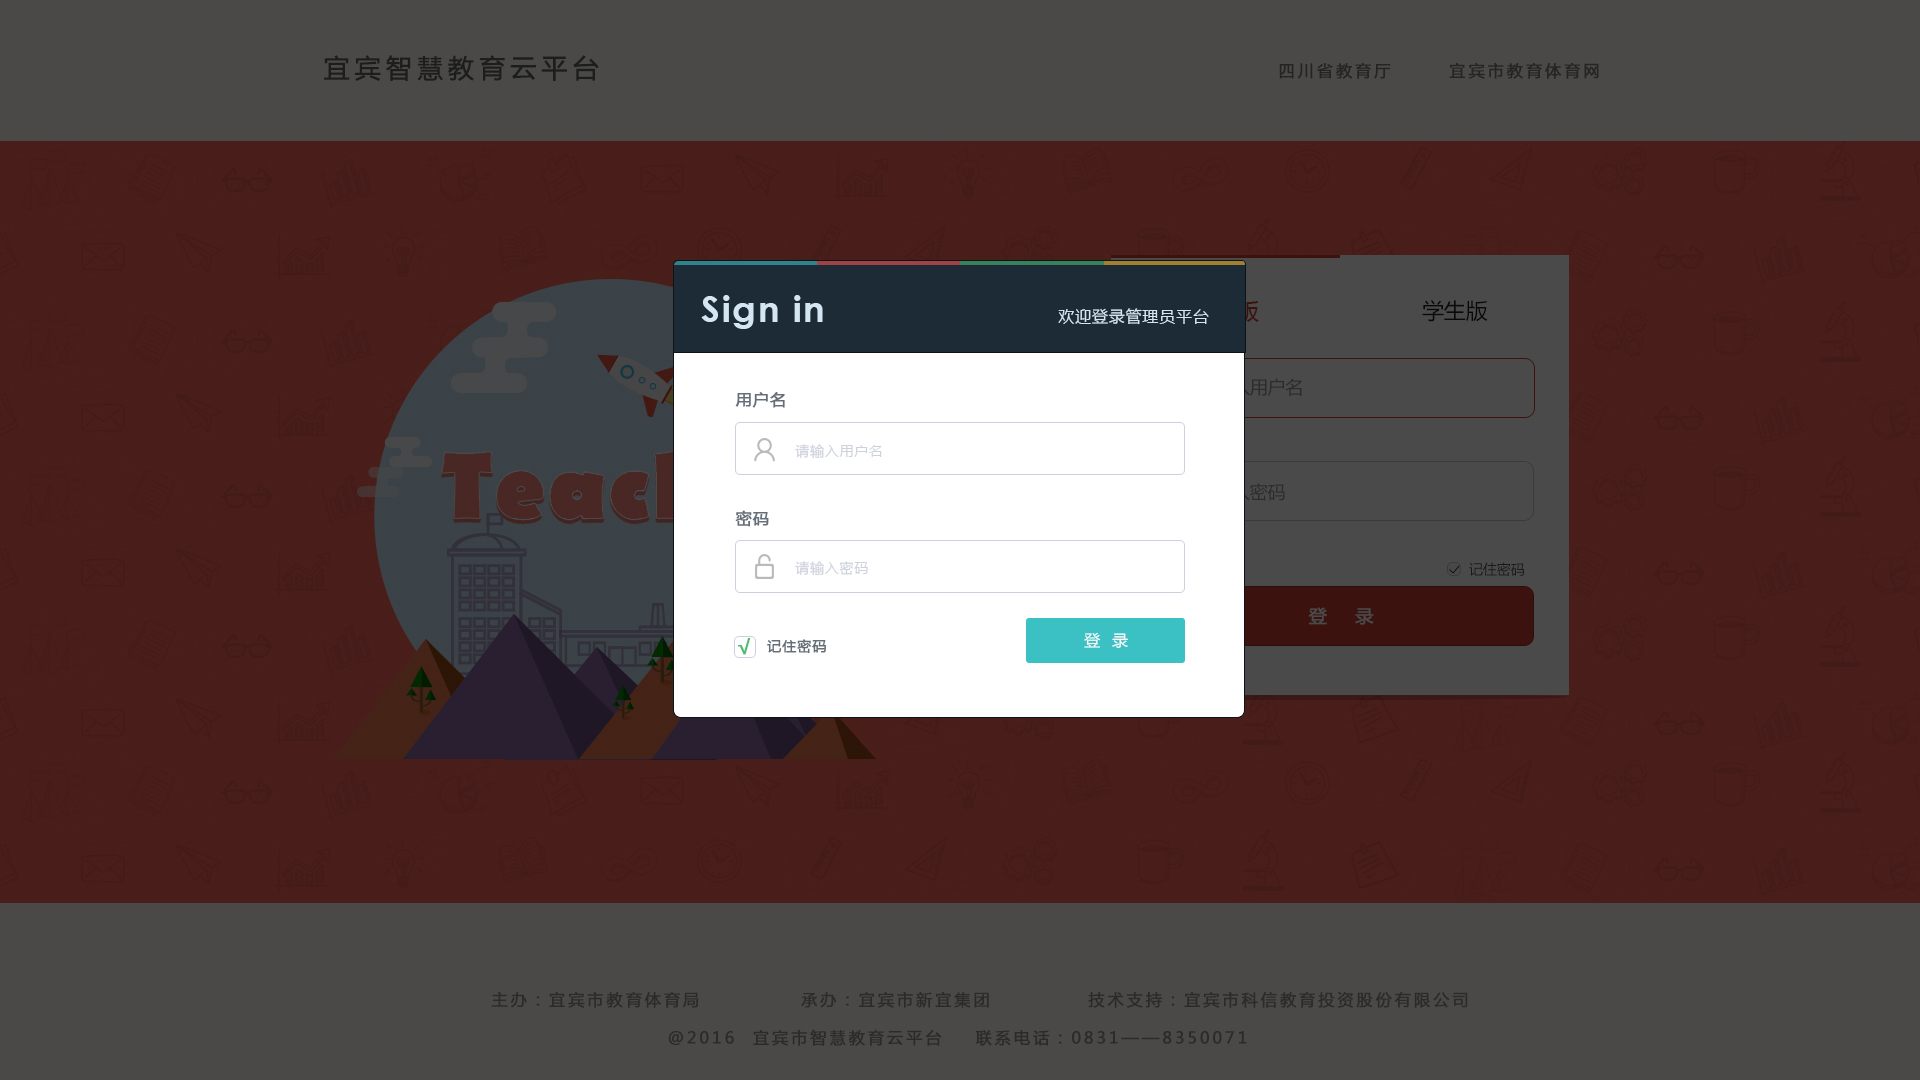 宜宾智慧教育云平台
四川省教育厅 宜宾市教育体育网
Sign in
欢迎登录管理员平台
用户名
请输入用户名
密码
请输入密码
记住密码
登 录
Teach
版
学生版
用户名
密码
记住密码
登 录
主办：宜宾市教育体育局 承办：宜宾市新宜集团 技术支持：宜宾市科信教育投资股份有限公司
@2016 宜宾市智慧教育云平台 联系电话：0831——8350071